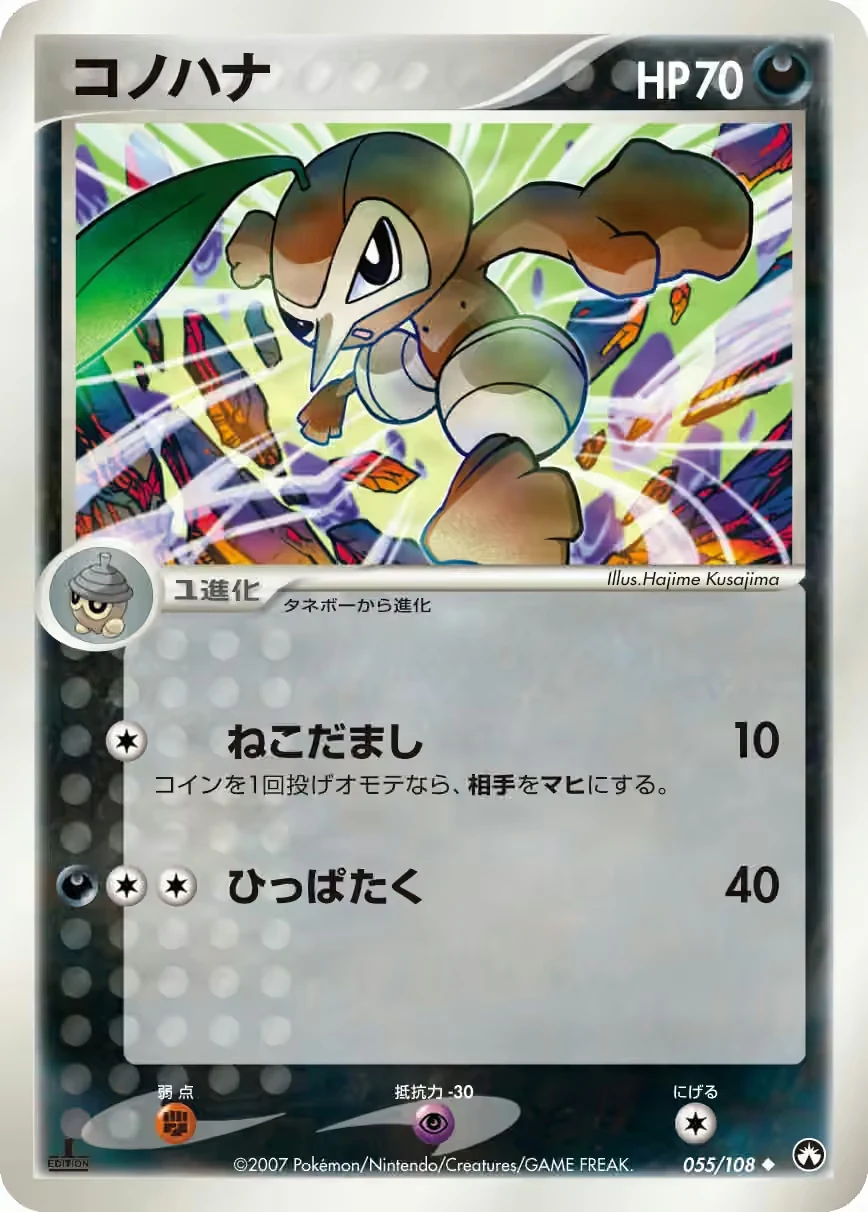 コノハナ
HP70
Illus.Hajime Kusajima
1進化
タネボーから進化
ねこだまし 10
コインを1回投げオモテなら、相手をマヒにする。
ひっぱたく 40
弱点 抵抗力 -30 にげる
1
EDITION
©2007 Pokémon/Nintendo/Creatures/GAME FREAK.
055/108 ◆